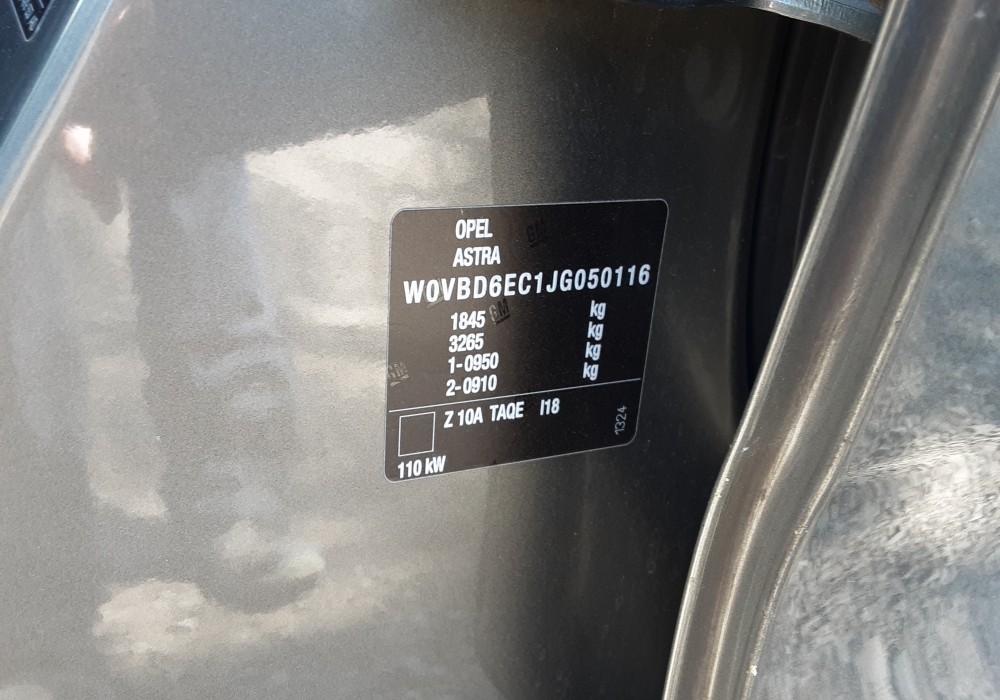 OPEL
ASTRA
W0VBD6EC1JG050116
1845 kg
3265 kg
1-0950 kg
2-0910 kg
Z 10A TAQE I18
1324
110 kW